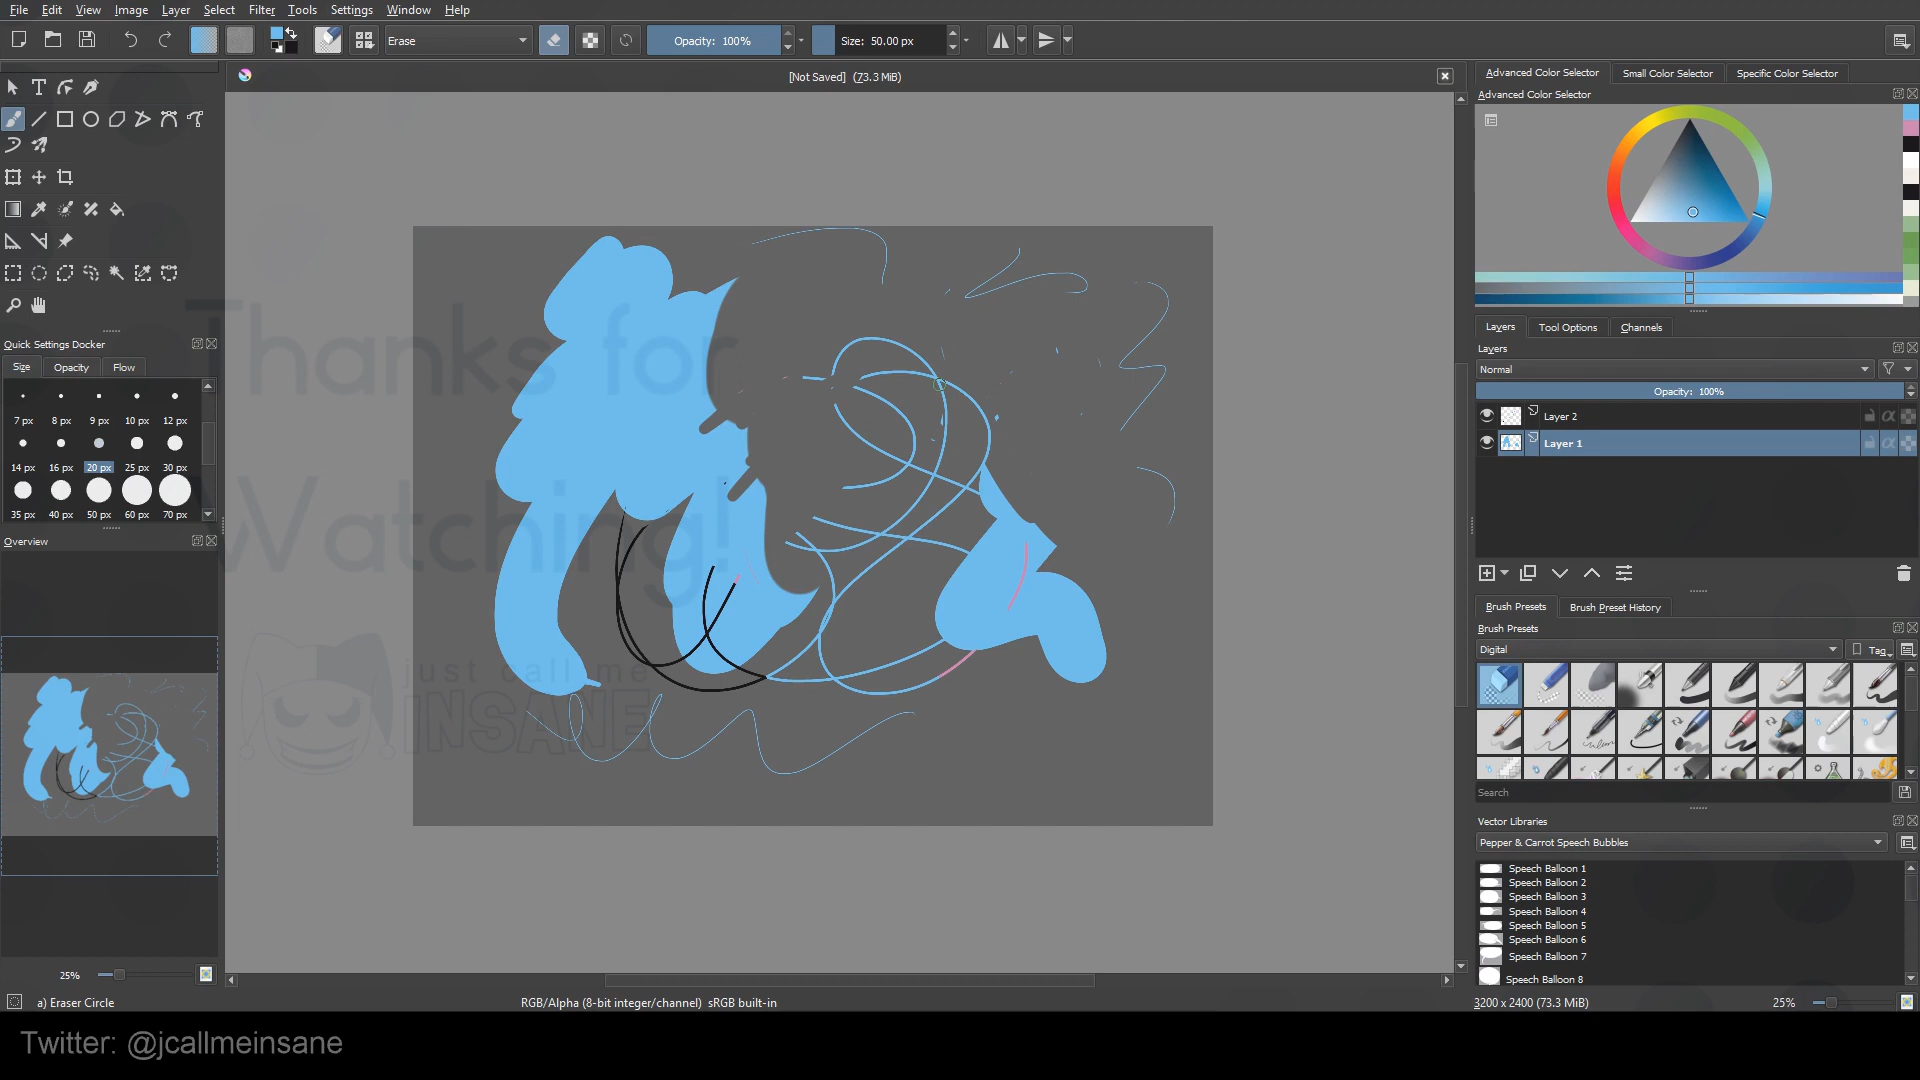 File Edit View Image Layer Select Filter Tools Settings Window Help
Erase Opacity: 100% Size: 50.00 px
[Not Saved] (73.3 MiB)
Advanced Color Selector Small Color Selector Specific Color Selector
Advanced Color Selector
Layers Tool Options Channels
Layers
Normal
Opacity: 100%
Layer 2
Layer 1
Quick Settings Docker
Size Opacity Flow
7 px 8 px 9 px 10 px 12 px
14 px 16 px 20 px 25 px 30 px
35 px 40 px 50 px 60 px 70 px
Overview
25%
Thanks for
Watching!
just call me
INSANE
Brush Presets Brush Preset History
Brush Presets
Digital Tag
Search
Vector Libraries
Pepper & Carrot Speech Bubbles
Speech Balloon 1
Speech Balloon 2
Speech Balloon 3
Speech Balloon 4
Speech Balloon 5
Speech Balloon 6
Speech Balloon 7
Speech Balloon 8
a) Eraser Circle RGB/Alpha (8-bit integer/channel) sRGB built-in 3200 x 2400 (73.3 MiB) 25%
Twitter: @jcallmeinsane